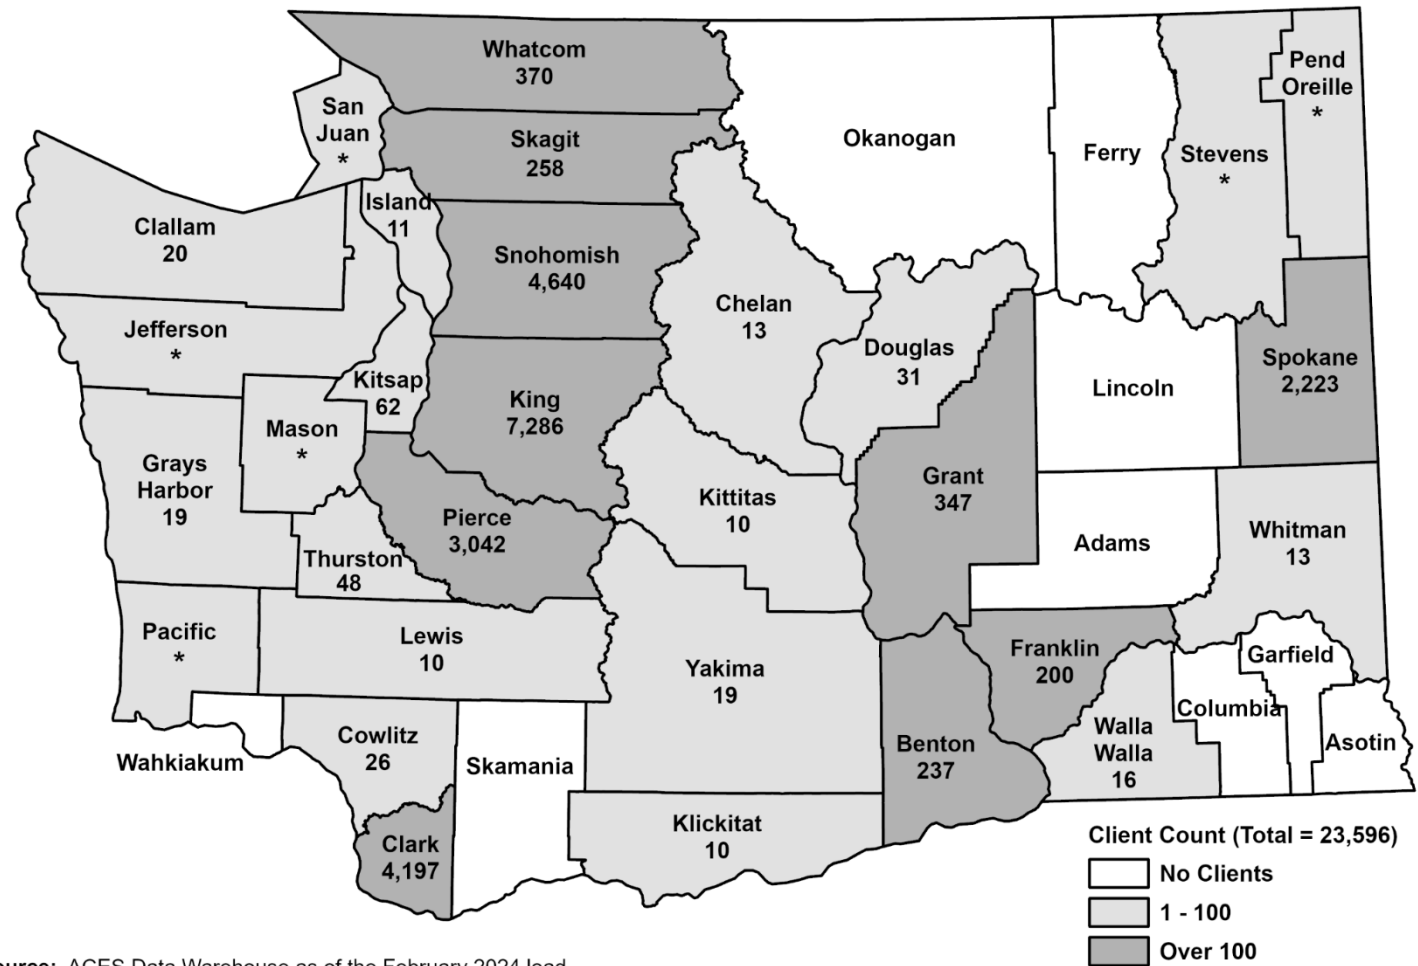 Whatcom
370
San
Juan
*
Skagit
258
Okanogan
Ferry
Stevens
*
Pend
Oreille
*
Clallam
20
Island
11
Snohomish
4,640
Chelan
13
Jefferson
*
Kitsap
62
King
7,286
Douglas
31
Lincoln
Spokane
2,223
Mason
*
Grays
Harbor
19
Pierce
3,042
Kittitas
10
Grant
347
Adams
Whitman
13
Thurston
48
Pacific
*
Lewis
10
Yakima
19
Franklin
200
Garfield
Columbia
Wahkiakum
Cowlitz
26
Skamania
Benton
237
Walla
Walla
16
Asotin
Clark
4,197
Klickitat
10
Client Count (Total = 23,596)
No Clients
1 - 100
Over 100
ACES Data Warehouse as of the February 2024 load